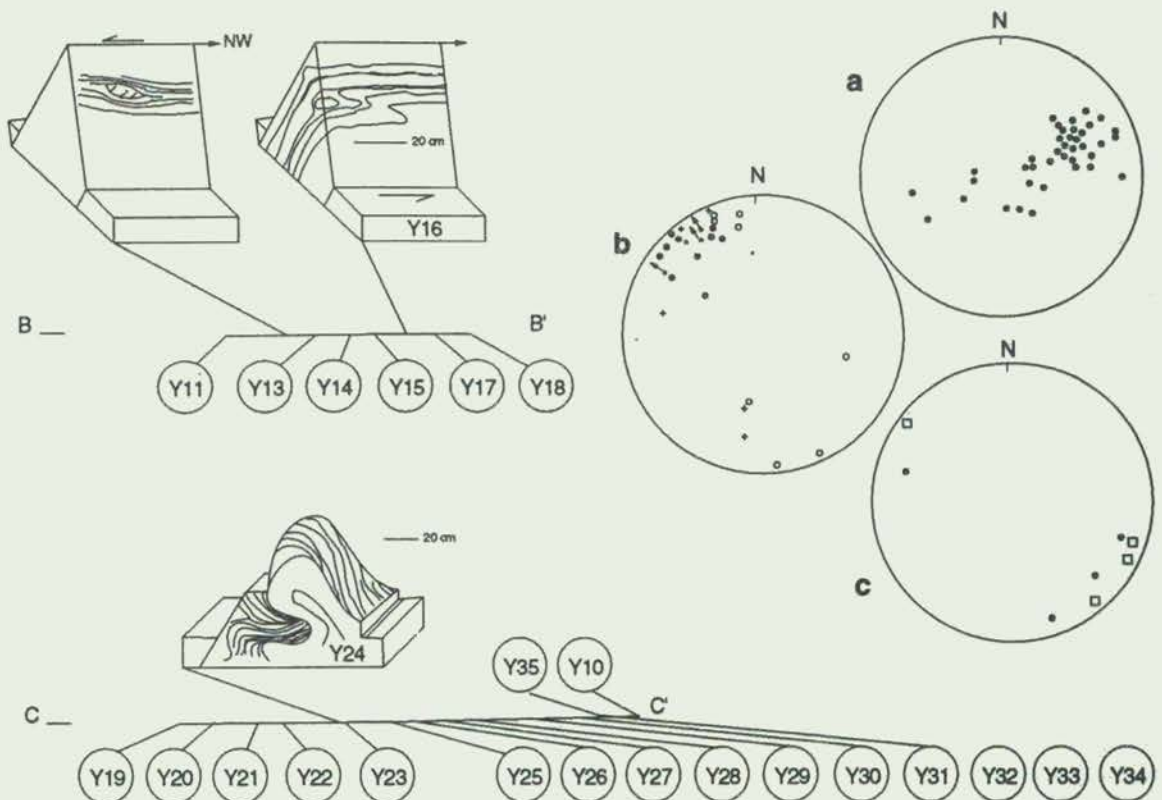 NW
20 cm
Y16
B B'
Y11 Y13 Y14 Y15 Y17 Y18
N
a
N
b
N
c
20 cm
Y24
Y35 Y10
C C'
Y19 Y20 Y21 Y22 Y23 Y25 Y26 Y27 Y28 Y29 Y30 Y31 Y32 Y33 Y34